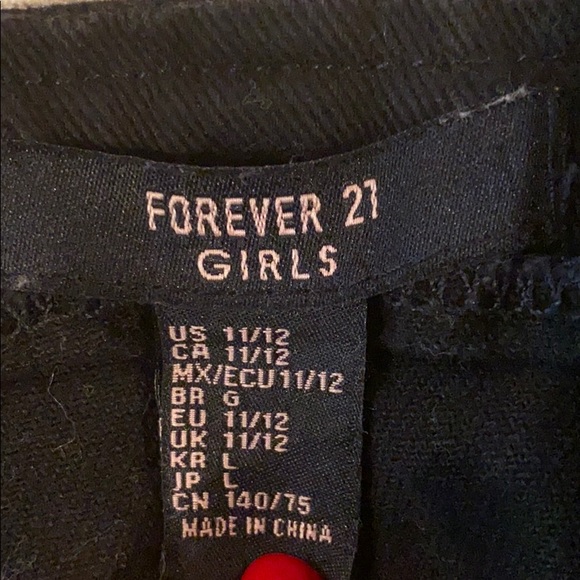 FOREVER 21
GIRLS
US 11/12
CA 11/12
MX/ECU 11/12
BR G
EU 11/12
UK 11/12
KR L
JP L
CN 140/75
MADE IN CHINA